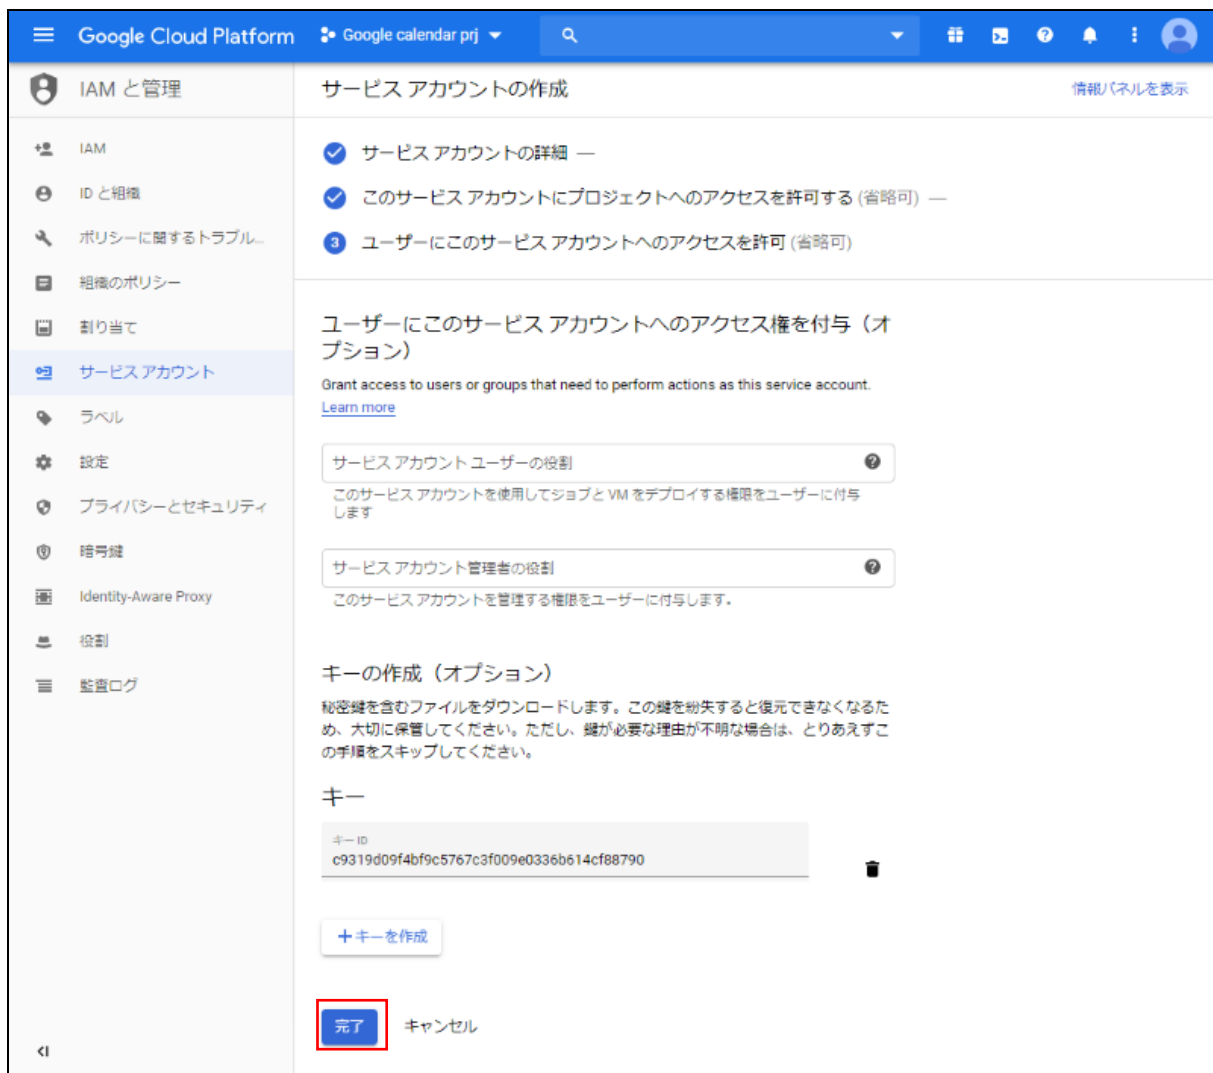 Google Cloud Platform
Google calendar prj
IAM と管理
サービス アカウントの作成
情報パネルを表示
IAM
ID と組織
ポリシーに関するトラブル...
組織のポリシー
割り当て
サービス アカウント
ラベル
設定
プライバシーとセキュリティ
暗号鍵
Identity-Aware Proxy
役割
監査ログ
サービス アカウントの詳細 —
このサービス アカウントにプロジェクトへのアクセスを許可する (省略可) —
3 ユーザーにこのサービス アカウントへのアクセスを許可 (省略可)
ユーザーにこのサービス アカウントへのアクセス権を付与（オ
プション）
Grant access to users or groups that need to perform actions as this service account.
Learn more
サービス アカウント ユーザーの役割
このサービス アカウントを使用してジョブと VM をデプロイする権限をユーザーに付与
します
サービス アカウント管理者の役割
このサービス アカウントを管理する権限をユーザーに付与します。
キーの作成（オプション）
秘密鍵を含むファイルをダウンロードします。この鍵を紛失すると復元できなくなるた
め、大切に保管してください。ただし、鍵が必要な理由が不明な場合は、とりあえずこ
の手順をスキップしてください。
キー
キー ID
c9319d09f4bf9c5767c3f009e0336b614cf88790
＋キーを作成
完了
キャンセル